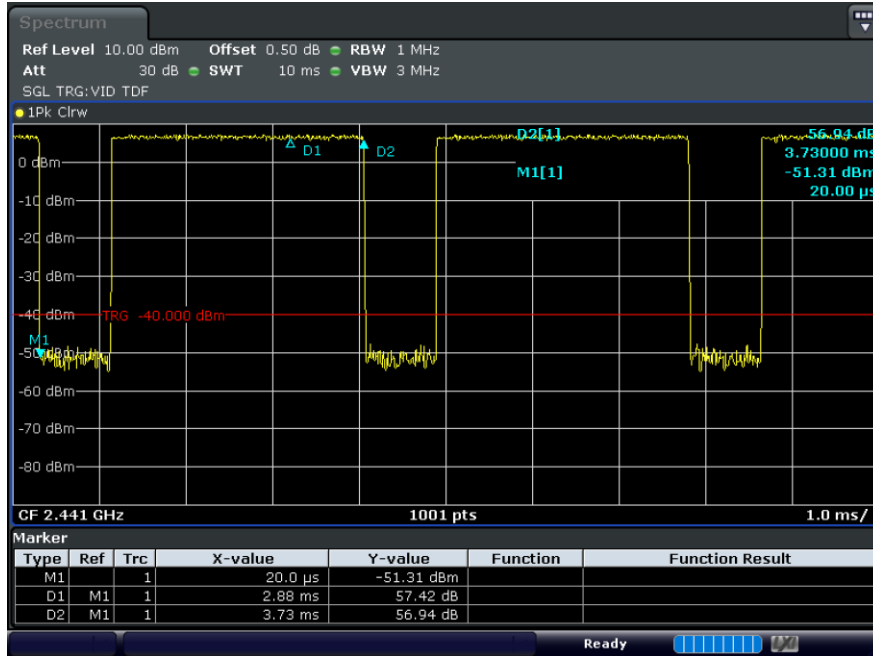 Spectrum
Ref Level 10.00 dBm Offset 0.50 dB RBW 1 MHz
Att 30 dB SWT 10 ms VBW 3 MHz
SGL TRG:VID TDF
1Pk Clrw
D2[1] 56.94 dB
D1 D2
3.73000 ms
0 dBm
M1[1] -51.31 dBm
20.00 µs
-10 dBm
-20 dBm
-30 dBm
-40 dBm
TRG -40.000 dBm
M1
-50 dBm
-60 dBm
-70 dBm
-80 dBm
CF 2.441 GHz 1001 pts 1.0 ms/
Marker
Type Ref Trc X-value Y-value Function Function Result
M1 1 20.0 µs -51.31 dBm
D1 M1 1 2.88 ms 57.42 dB
D2 M1 1 3.73 ms 56.94 dB
Ready